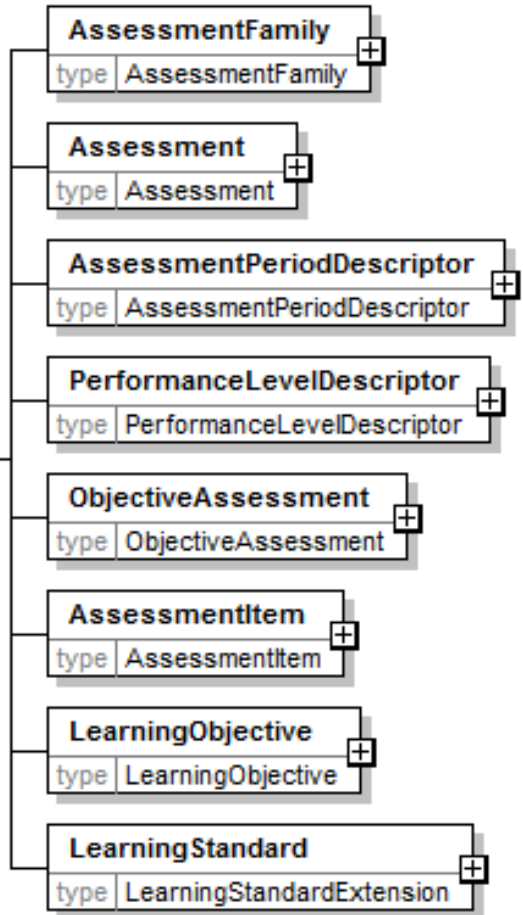 AssessmentFamily
type AssessmentFamily
Assessment
type Assessment
AssessmentPeriodDescriptor
type AssessmentPeriodDescriptor
PerformanceLevelDescriptor
type PerformanceLevelDescriptor
ObjectiveAssessment
type ObjectiveAssessment
AssessmentItem
type AssessmentItem
LearningObjective
type LearningObjective
LearningStandard
type LearningStandardExtension